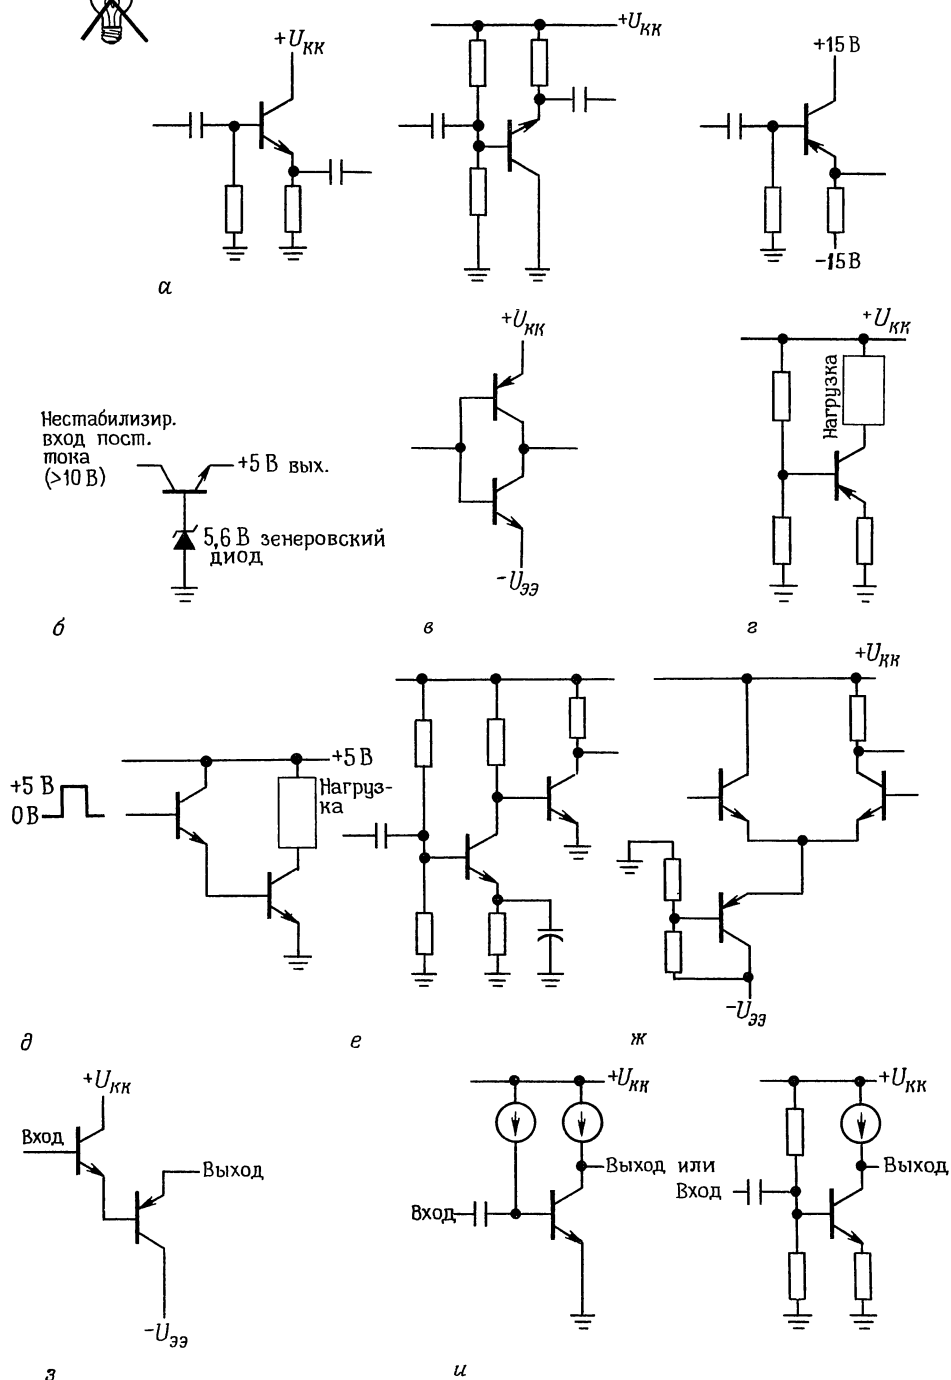 +U_КК
+U_КК
+15 В
−15 В
а
Нестабилизир.
вход пост.
тока
(>10 В)
+5 В вых.
5,6 В зенеровский
диод
б
+U_КК
−U_ЭЭ
в
+U_КК
Нагрузка
г
+5 В
0 В
+5 В
Нагруз-
ка
д
е
+U_КК
−U_ЭЭ
ж
+U_КК
Вход
Выход
−U_ЭЭ
з
+U_КК
Выход или
Вход
+U_КК
Выход
Вход
и